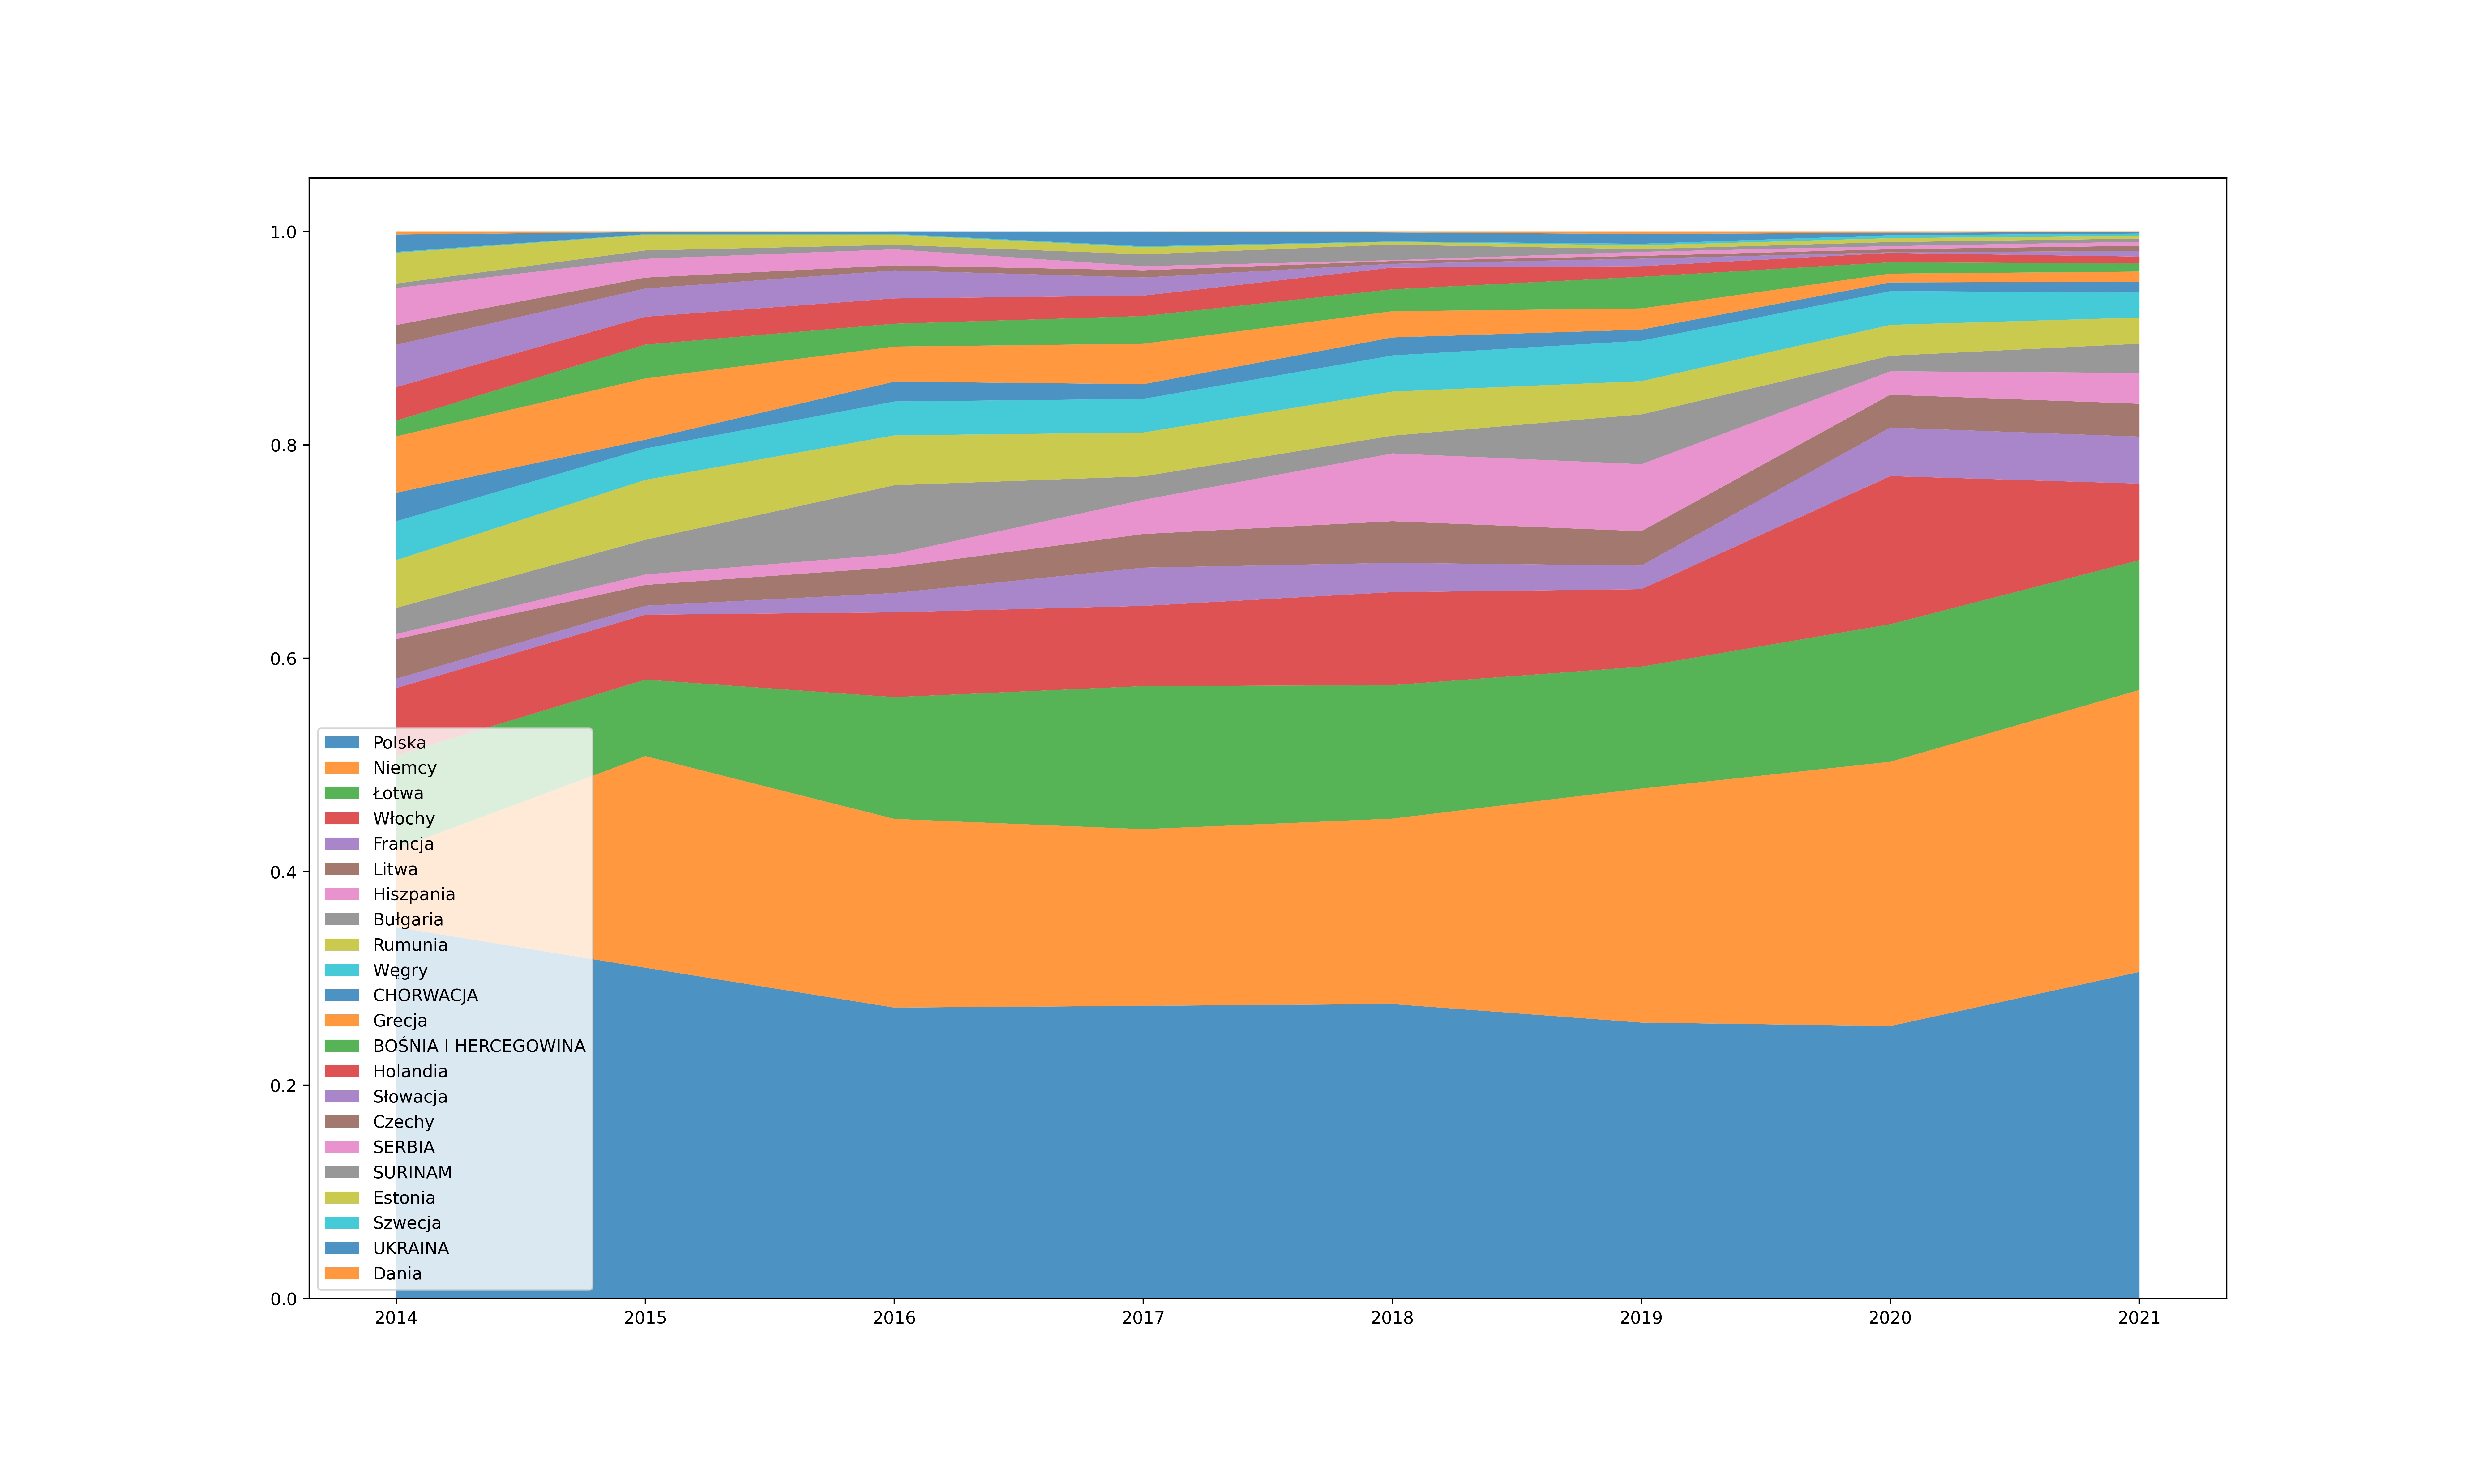 1.0
0.8
0.6
0.4
0.2
0.0
Polska
Niemcy
Łotwa
Włochy
Francja
Litwa
Hiszpania
Bułgaria
Rumunia
Węgry
CHORWACJA
Grecja
BOŚNIA I HERCEGOWINA
Holandia
Słowacja
Czechy
SERBIA
SURINAM
Estonia
Szwecja
UKRAINA
Dania
2014 2015 2016 2017 2018 2019 2020 2021